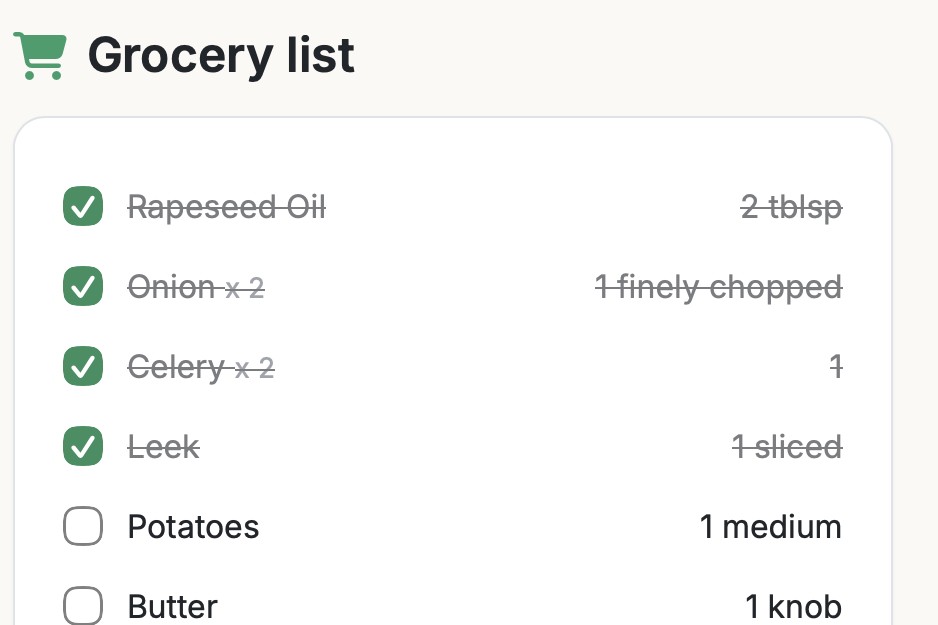 Grocery list
Rapeseed Oil 2 tblsp
Onion x 2 1 finely chopped
Celery x 2 1
Leek 1 sliced
Potatoes 1 medium
Butter 1 knob